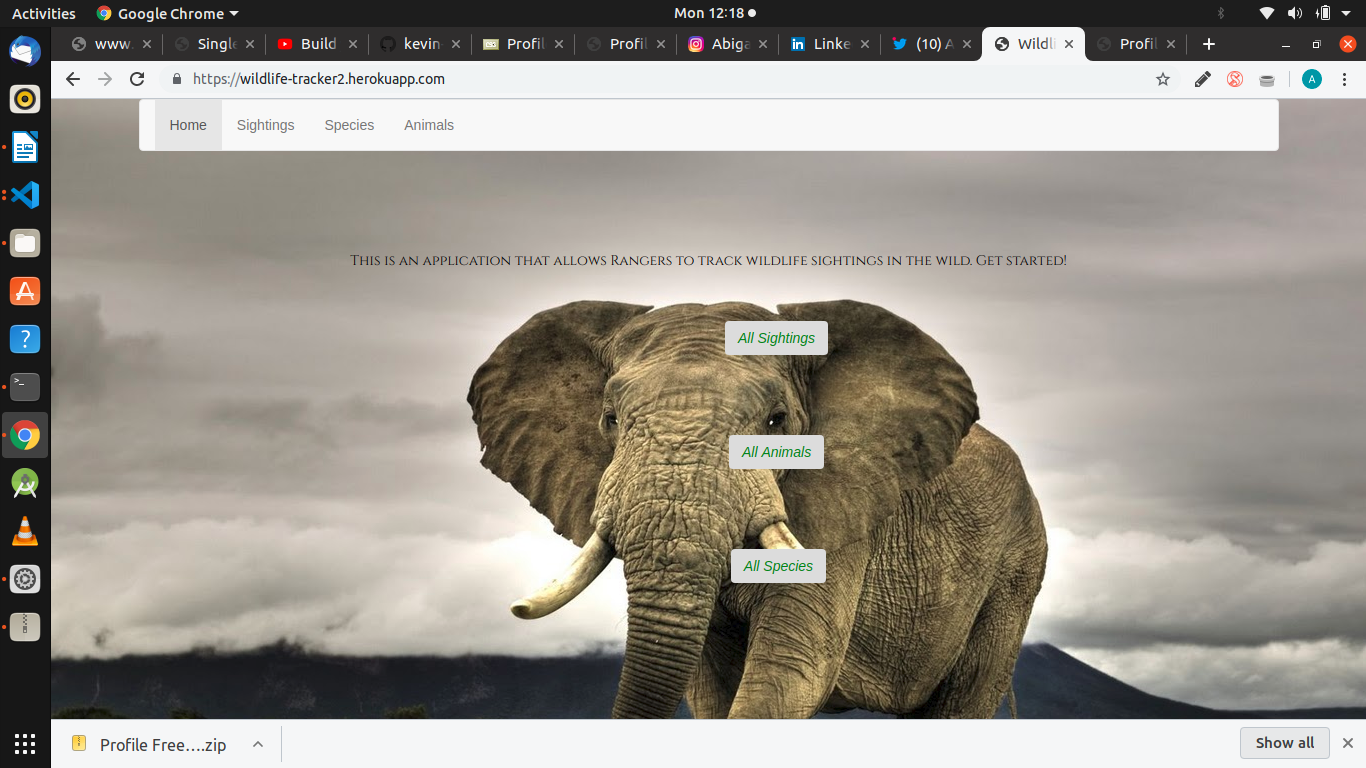 Activities Google Chrome Mon 12:18
www. Single Build kevin- Profil Profil Abiga Linke (10) A Wildli Profil
https://wildlife-tracker2.herokuapp.com A
Home Sightings Species Animals
This is an application that allows Rangers to track wildlife sightings in the wild. Get started!
All Sightings
All Animals
All Species
Profile Free....zip Show all